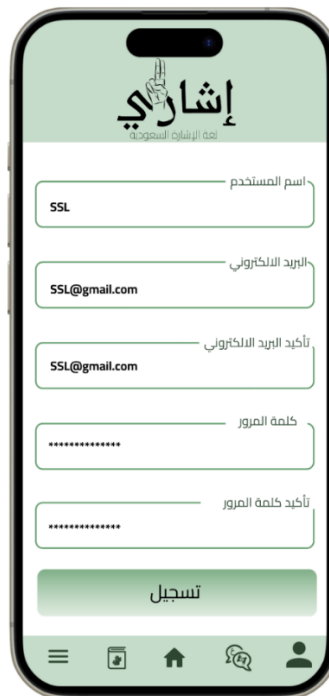 إشاري
لغة الإشارة السعودية
اسم المستخدم
SSL
البريد الالكتروني
SSL@gmail.com
تأكيد البريد الالكتروني
SSL@gmail.com
كلمة المرور
**************
تأكيد كلمة المرور
**************
تسجيل